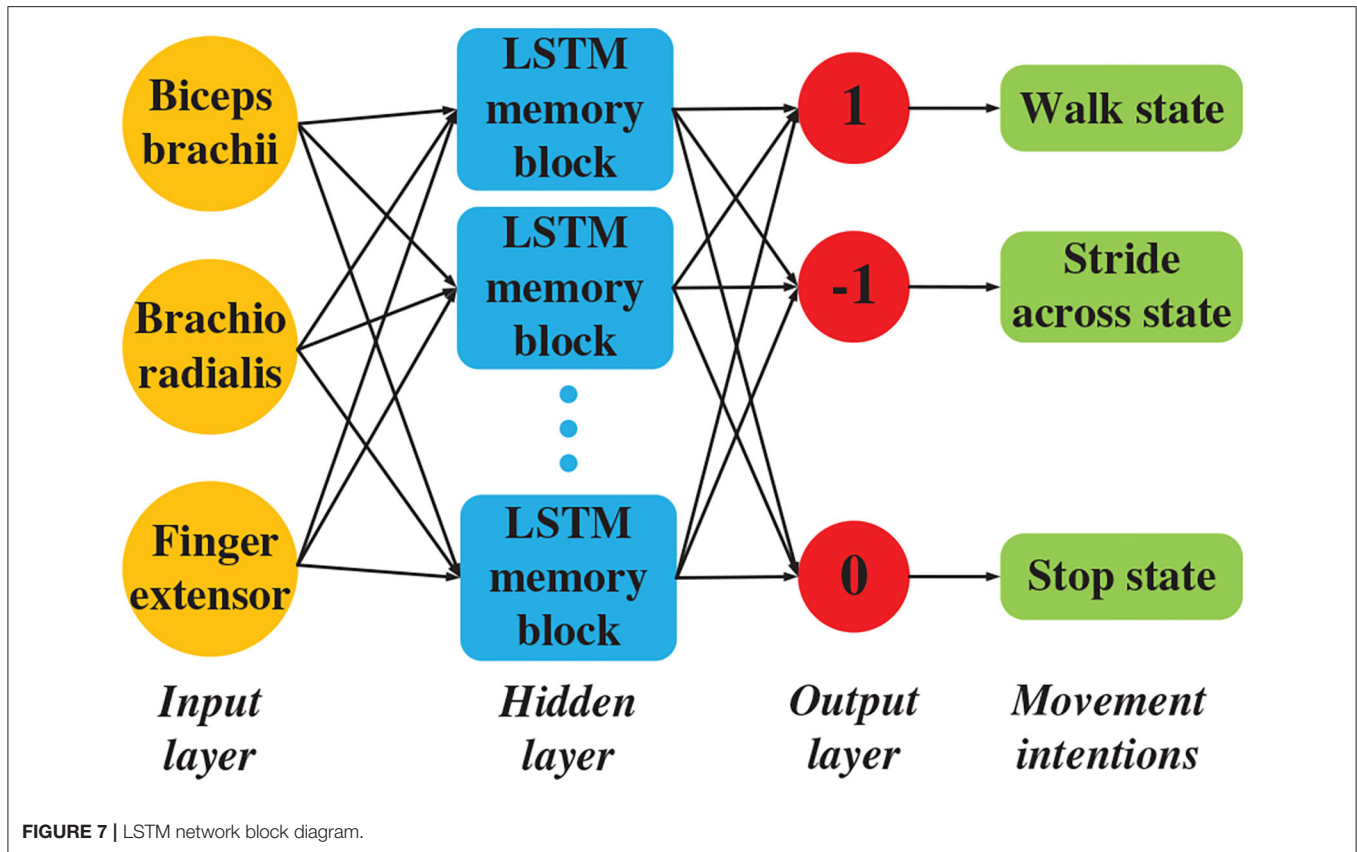 Biceps
brachii
Brachio
radialis
Finger
extensor
Input
layer
LSTM
memory
block
LSTM
memory
block
LSTM
memory
block
Hidden
layer
1
-1
0
Output
layer
Walk state
Stride
across state
Stop state
Movement
intentions
FIGURE 7 | LSTM network block diagram.